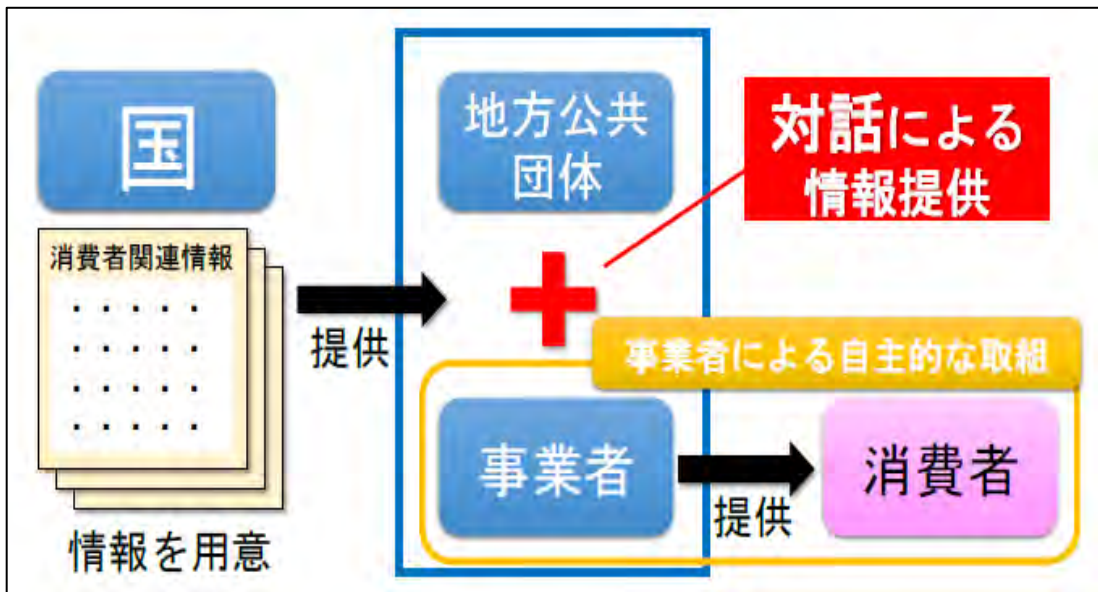 国
消費者関連情報
・・・・・
・・・・・
・・・・・
・・・・・
情報を用意
提供
地方公共
団体
対話による
情報提供
事業者による自主的な取組
事業者
提供
消費者